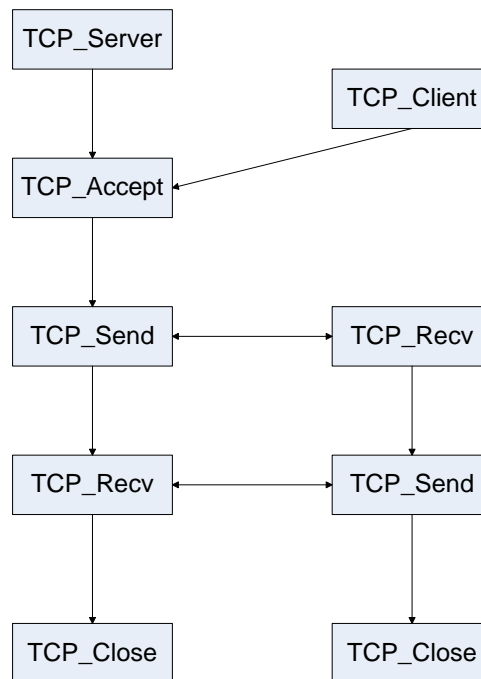 TCP_Server
TCP_Client
TCP_Accept
TCP_Send
TCP_Recv
TCP_Recv
TCP_Send
TCP_Close
TCP_Close